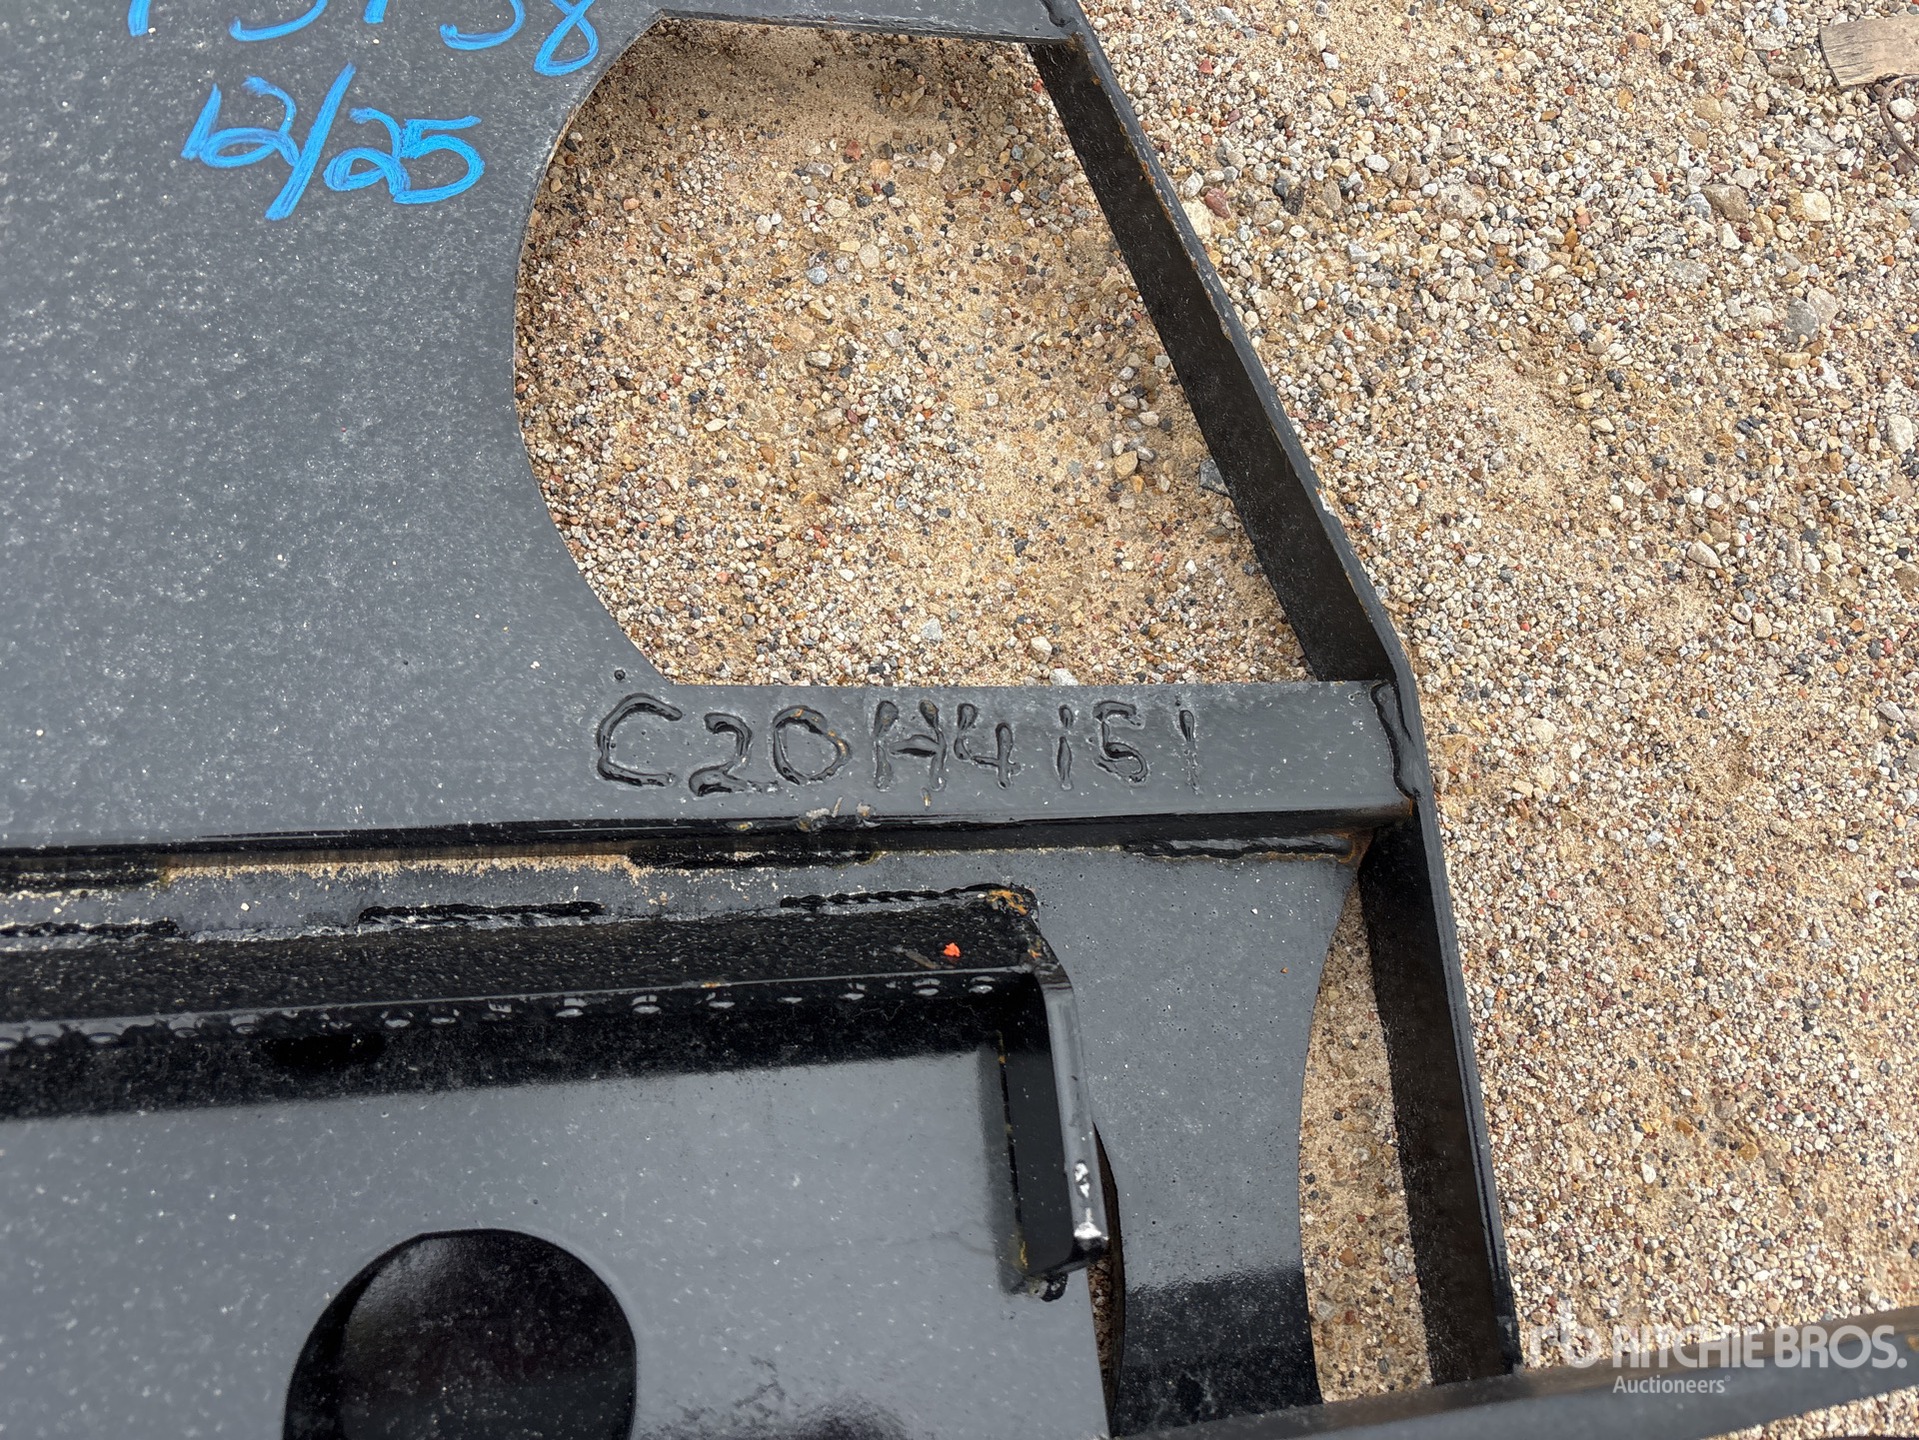 12/25
C20H4151
RITCHIE BROS.
Auctioneers